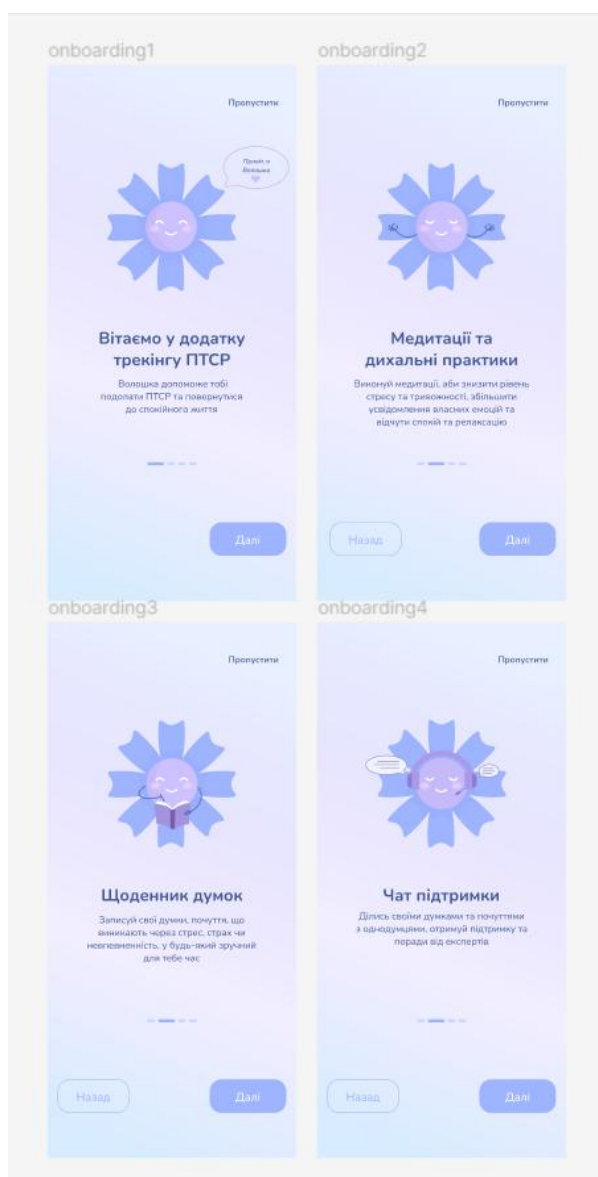 onboarding1
Пропустити
Привіт, я
Волошка
Вітаємо у додатку
трекінгу ПТСР
Волошка допоможе тобі
подолати ПТСР та повернутися
до спокійного життя
Далі
onboarding2
Пропустити
Медитації та
дихальні практики
Виконуй медитації, аби знизити рівень
стресу та тривожності, збільшити
усвідомлення власних емоцій та
відчути спокій та релаксацію
Назад
Далі
onboarding3
Пропустити
Щоденник думок
Записуй свої думки, почуття, що
виникають через стрес, страх чи
невпевненність, у будь-який зручний
для тебе час
Назад
Далі
onboarding4
Пропустити
Чат підтримки
Ділись своїми думками та почуттями
з однодумцями, отримуй підтримку та
поради від експертів
Назад
Далі